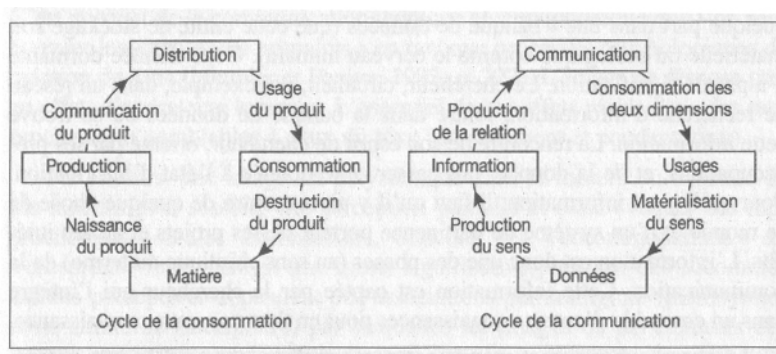 Distribution
Communication
Communication
du produit
Usage
du produit
Production
de la relation
Consommation des
deux dimensions
Production
Consommation
Information
Usages
Naissance
du produit
Destruction
du produit
Production
du sens
Matérialisation
du sens
Matière
Données
Cycle de la consommation
Cycle de la communication